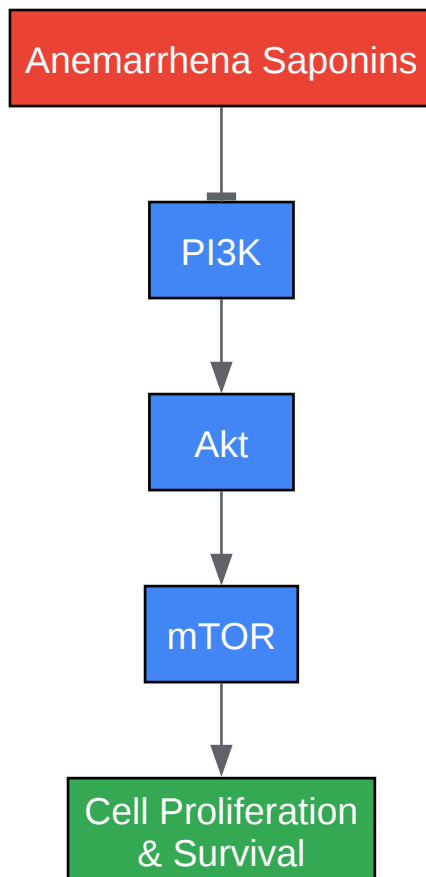 Anemarrhena Saponins
PI3K
Akt
mTOR
Cell Proliferation
& Survival